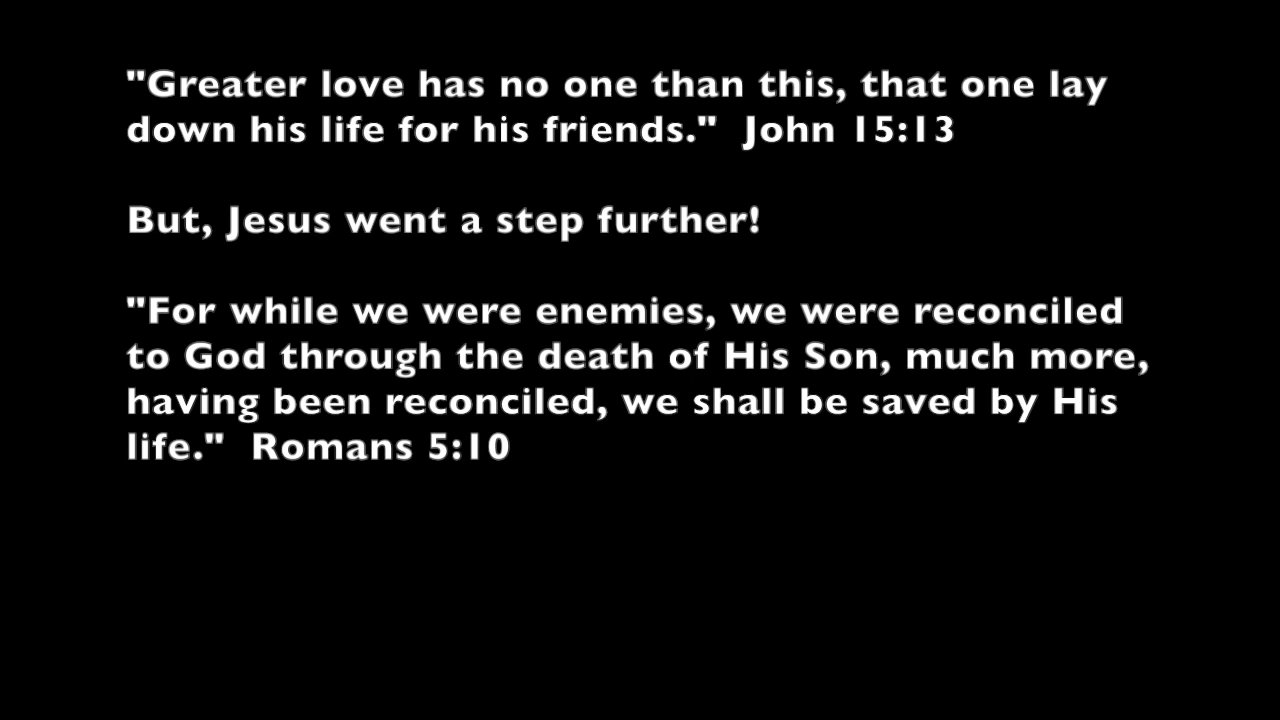 "Greater love has no one than this, that one lay
down his life for his friends."  John 15:13
But, Jesus went a step further!
"For while we were enemies, we were reconciled
to God through the death of His Son, much more,
having been reconciled, we shall be saved by His
life."  Romans 5:10